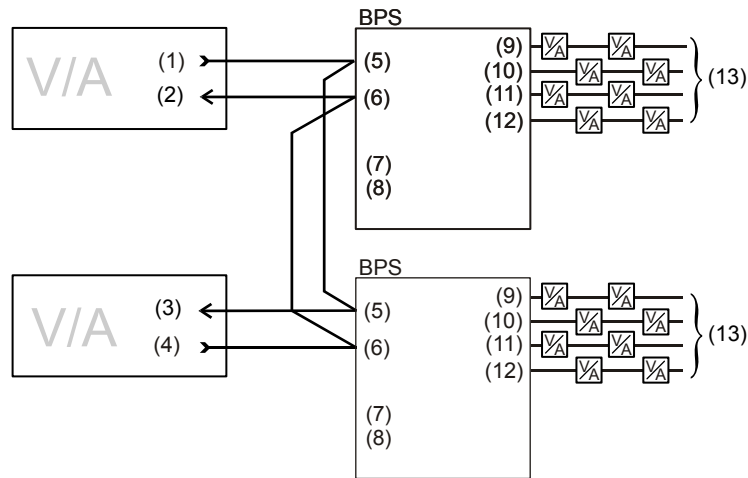 BPS
V/A
(1)
(2)
(5)
(6)
(7)
(8)
(9) V/A V/A
(10) V/A V/A
(11) V/A V/A
(12) V/A V/A
(13)
BPS
V/A
(3)
(4)
(5)
(6)
(7)
(8)
(9) V/A V/A
(10) V/A V/A
(11) V/A V/A
(12) V/A V/A
(13)